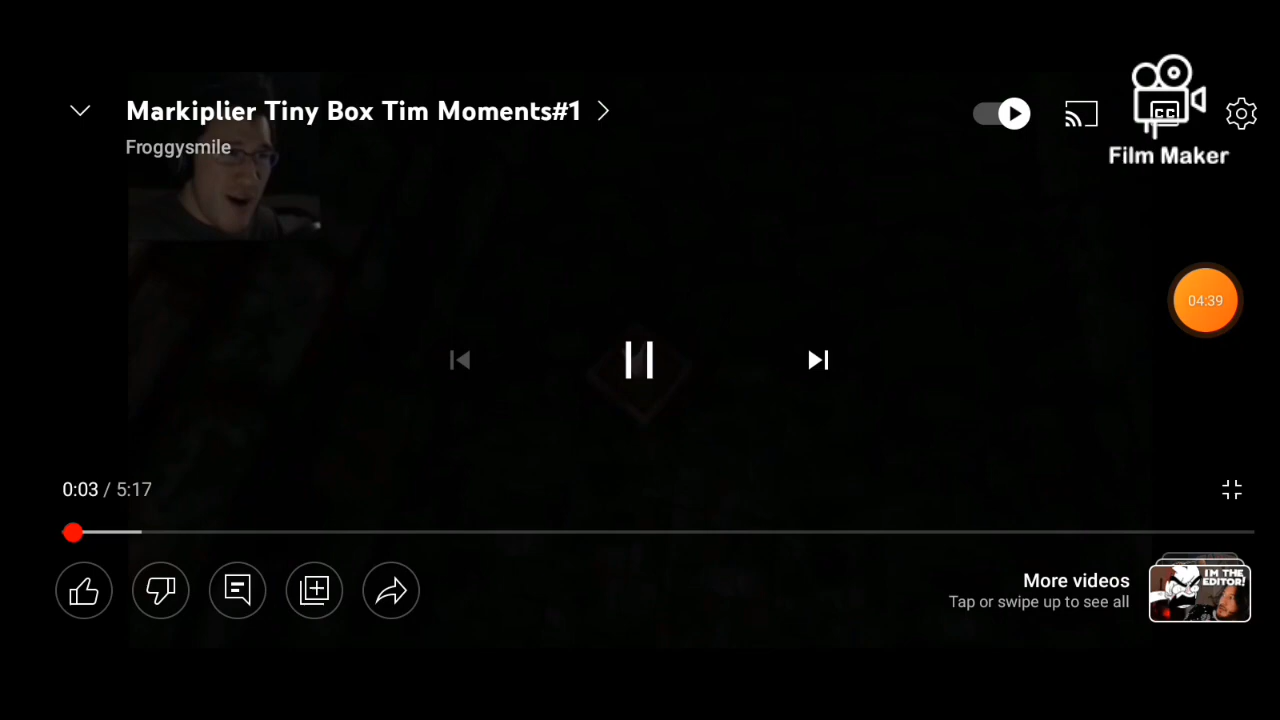 Markiplier Tiny Box Tim Moments#1
Froggysmile
CC
Film Maker
04:39
0:03 / 5:17
More videos
Tap or swipe up to see all
I'M THE
EDITOR!